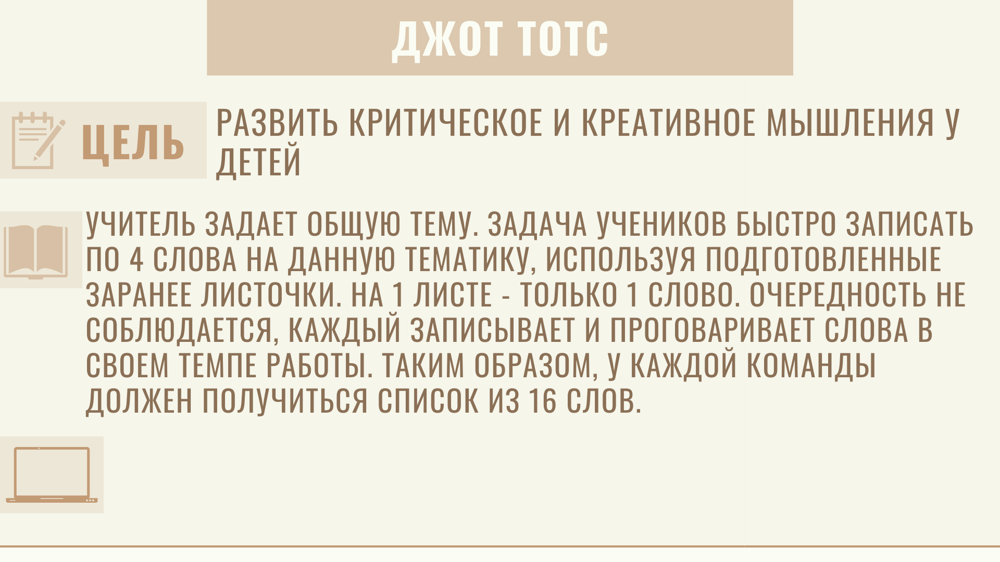 ДЖОТ ТОТС
ЦЕЛЬ
РАЗВИТЬ КРИТИЧЕСКОЕ И КРЕАТИВНОЕ МЫШЛЕНИЯ У
ДЕТЕЙ
УЧИТЕЛЬ ЗАДАЕТ ОБЩУЮ ТЕМУ. ЗАДАЧА УЧЕНИКОВ БЫСТРО ЗАПИСАТЬ
ПО 4 СЛОВА НА ДАННУЮ ТЕМАТИКУ, ИСПОЛЬЗУЯ ПОДГОТОВЛЕННЫЕ
ЗАРАНЕЕ ЛИСТОЧКИ. НА 1 ЛИСТЕ - ТОЛЬКО 1 СЛОВО. ОЧЕРЕДНОСТЬ НЕ
СОБЛЮДАЕТСЯ, КАЖДЫЙ ЗАПИСЫВАЕТ И ПРОГОВАРИВАЕТ СЛОВА В
СВОЕМ ТЕМПЕ РАБОТЫ. ТАКИМ ОБРАЗОМ, У КАЖДОЙ КОМАНДЫ
ДОЛЖЕН ПОЛУЧИТЬСЯ СПИСОК ИЗ 16 СЛОВ.